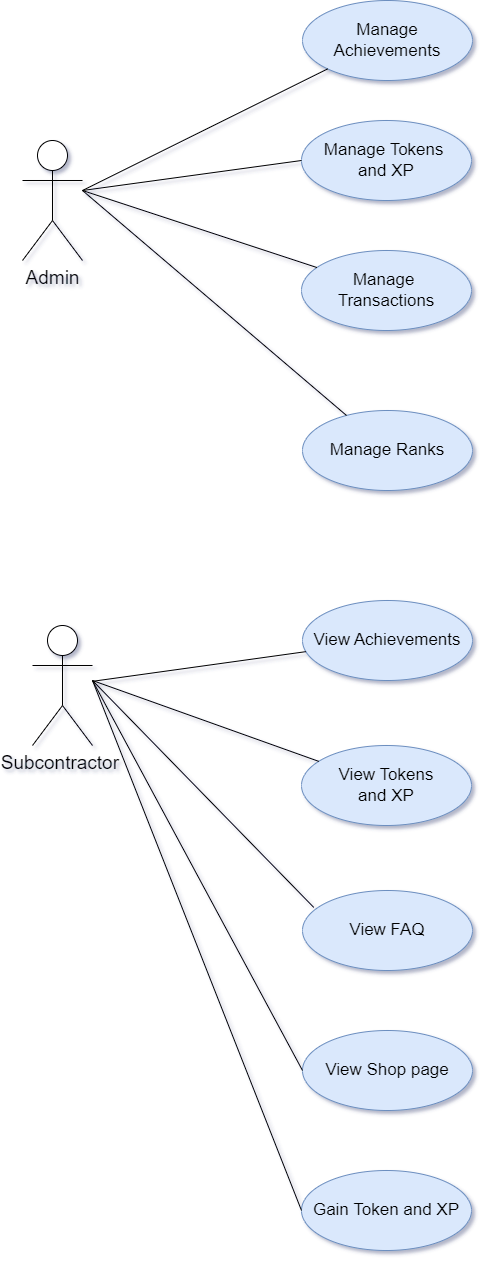 Manage
Achievements
Manage Tokens
and XP
Admin
Manage
Transactions
Manage Ranks
View Achievements
Subcontractor
View Tokens
and XP
View FAQ
View Shop page
Gain Token and XP